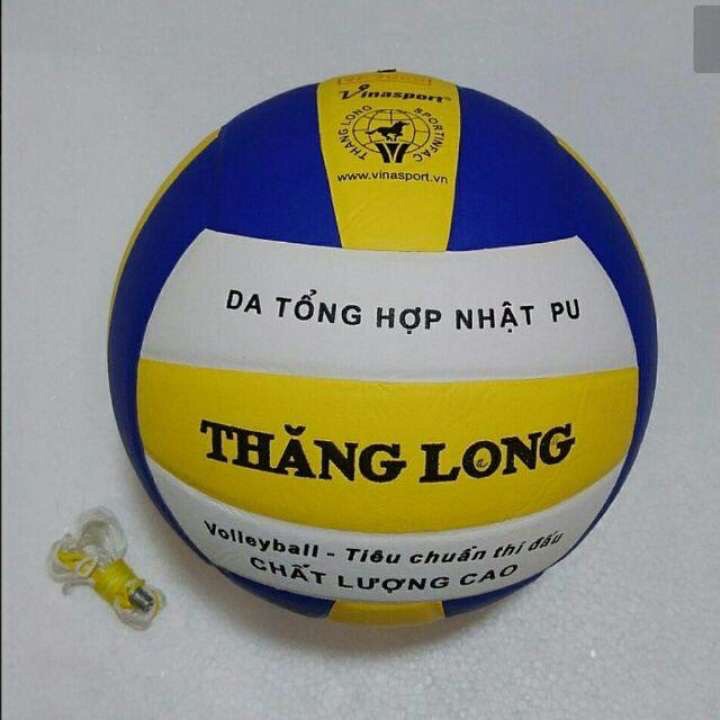 Vinasport
THANG LONG SPORTINFAC
www.vinasport.vn
DA TỔNG HỢP NHẬT PU
THĂNG LONG
Volleyball - Tiêu chuẩn thi đấu
CHẤT LƯỢNG CAO